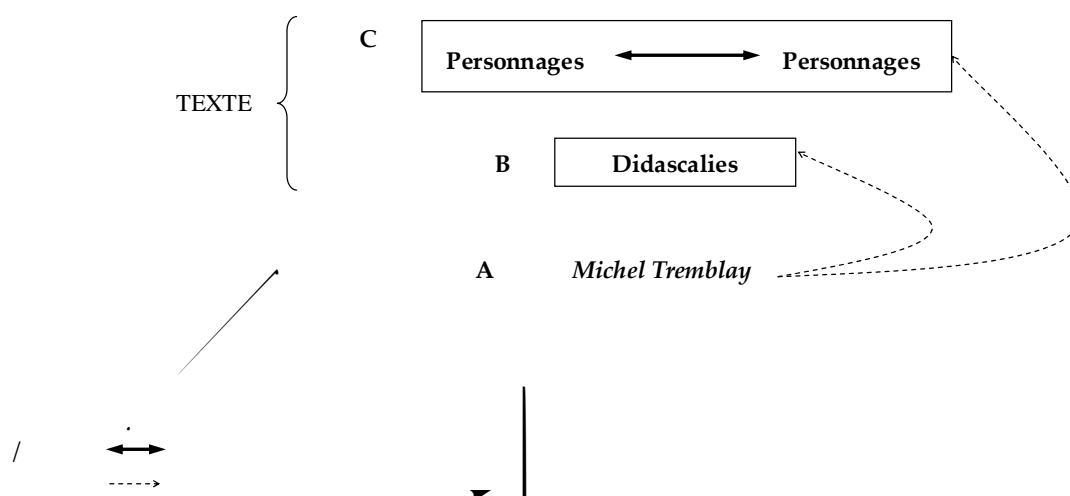 C
Personnages Personnages
TEXTE
B Didascalies
A Michel Tremblay
/